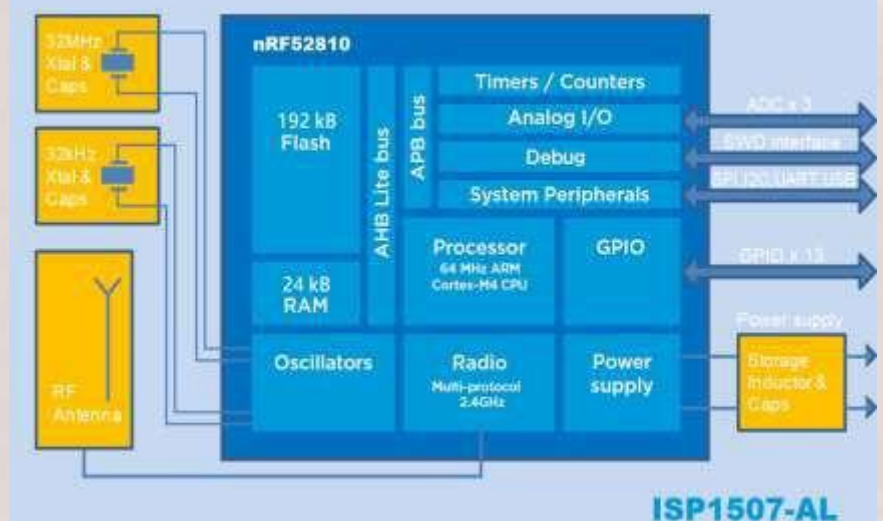 32MHz
Xtal &
Caps
32kHz
Xtal &
Caps
RF
Antenna
nRF52810
192 kB
Flash
24 kB
RAM
AHB Lite bus
APB bus
Timers / Counters
Analog I/O
Debug
System Peripherals
Processor
64 MHz ARM
Cortex-M4 CPU
GPIO
Oscillators
Radio
Multi-protocol
2.4GHz
Power
supply
ADC x 3
SWD interface
SPI,I2C,UART,USB
GPIO x 13
Power supply
Storage
Inductor &
Caps
ISP1507-AL